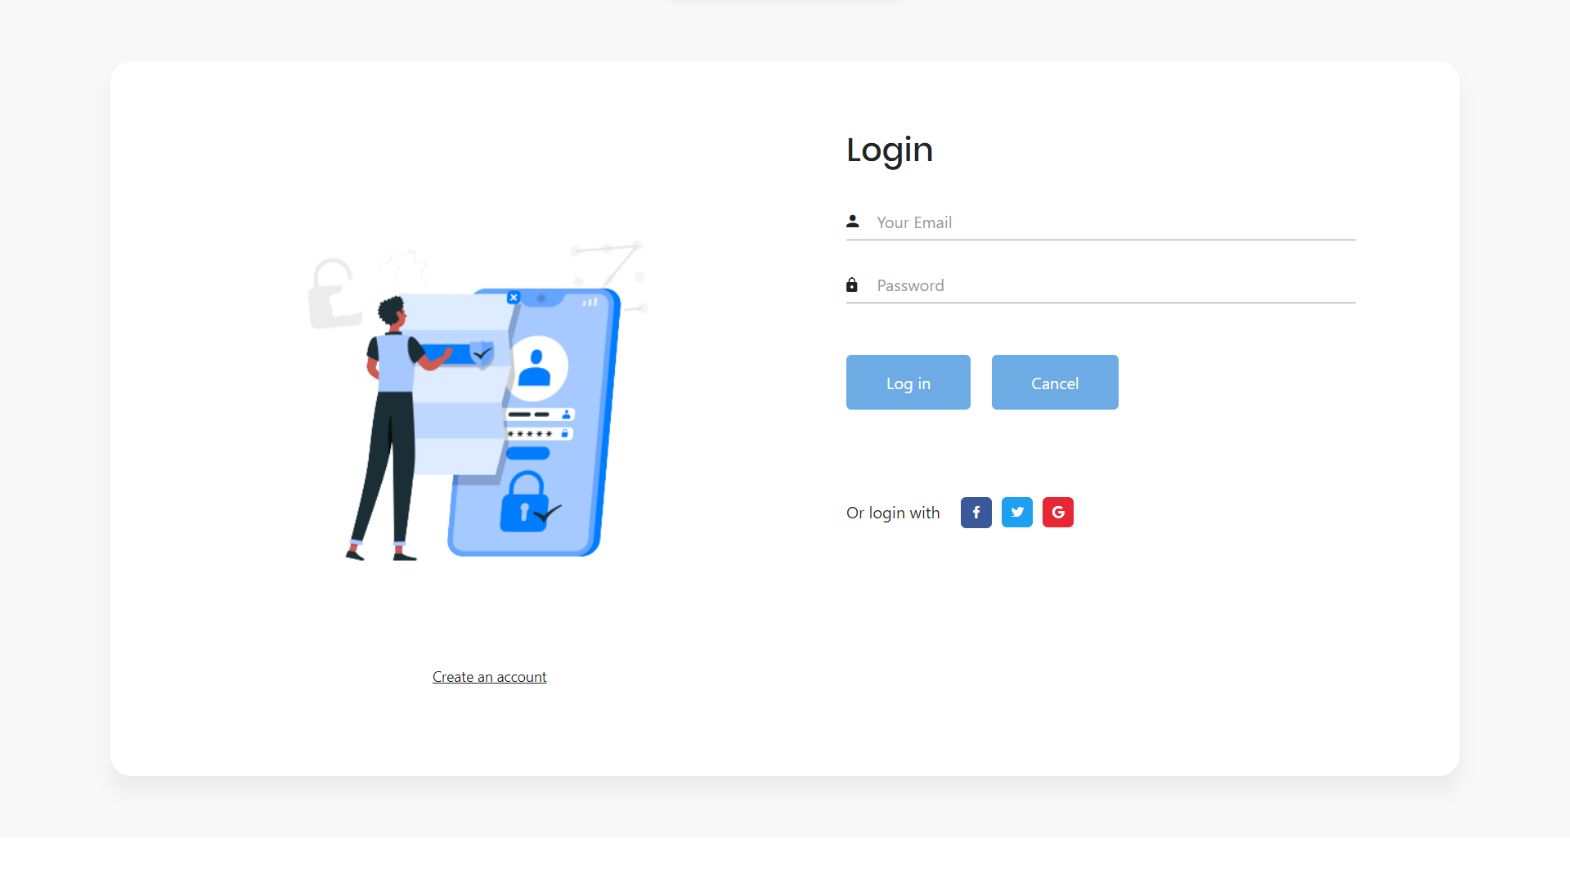 Login
Your Email
Password
Log in Cancel
Or login with
Create an account